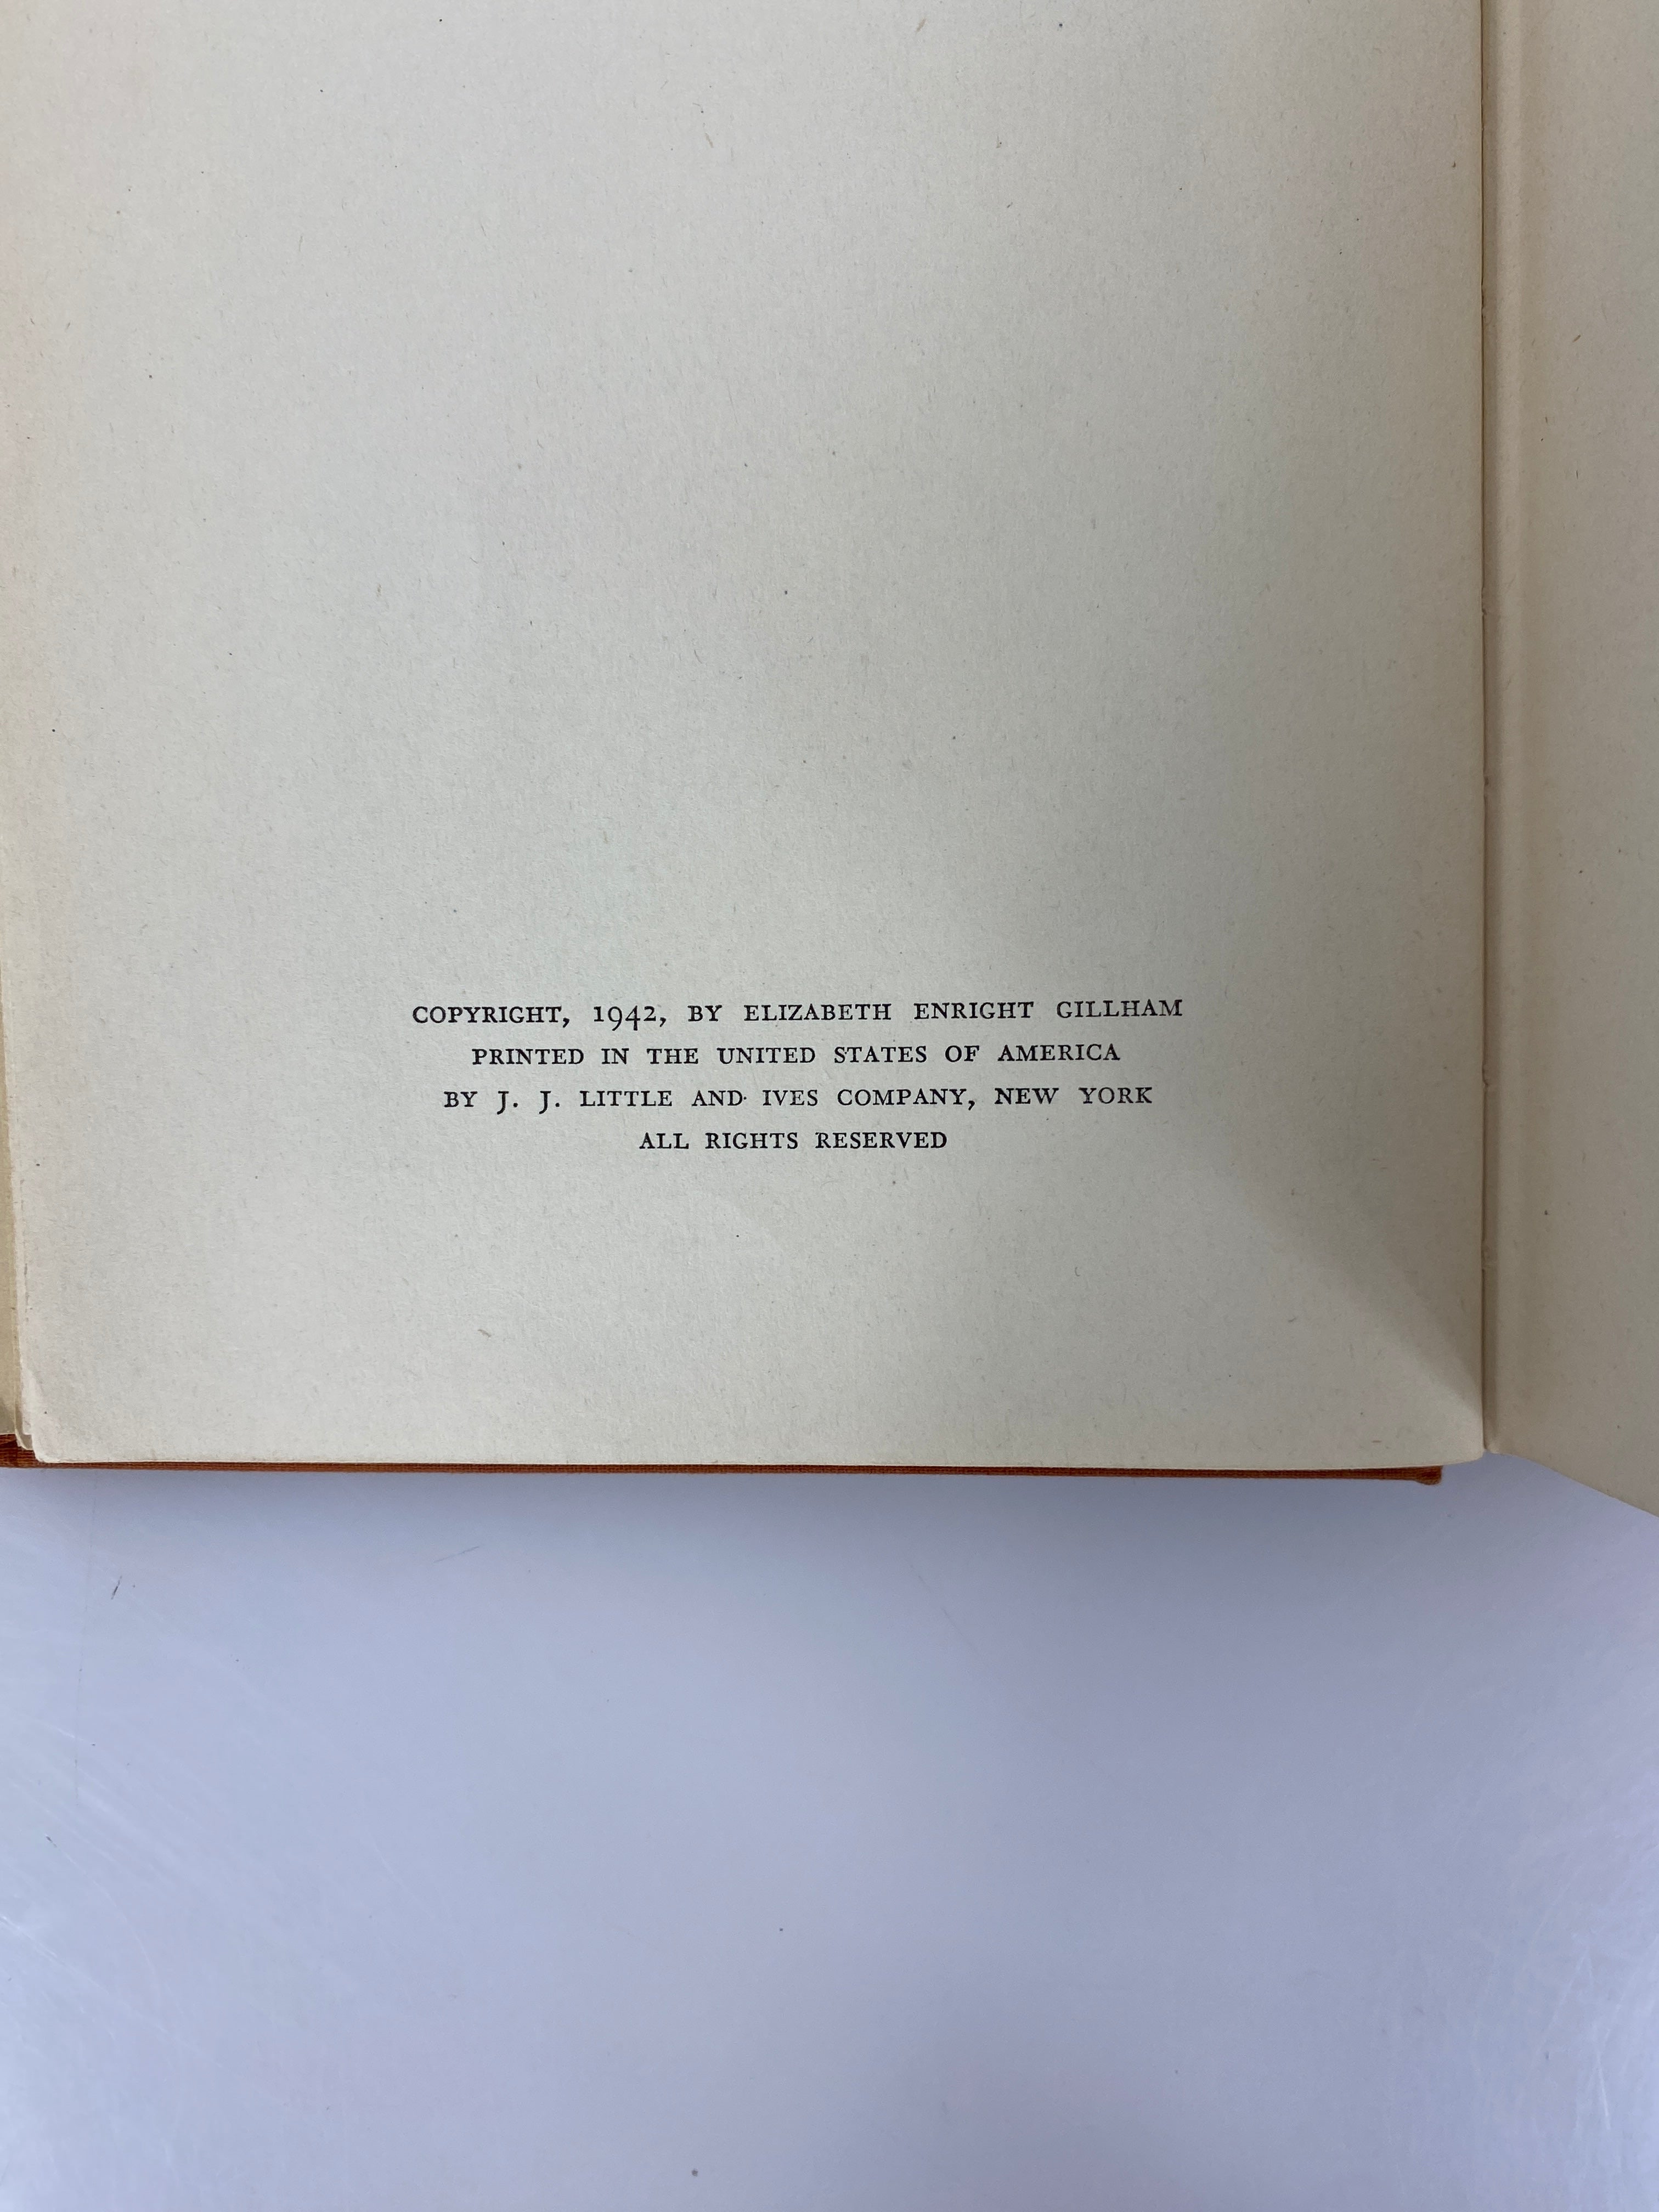 COPYRIGHT, 1942, BY ELIZABETH ENRIGHT GILLHAM
PRINTED IN THE UNITED STATES OF AMERICA
BY J. J. LITTLE AND IVES COMPANY, NEW YORK
ALL RIGHTS RESERVED